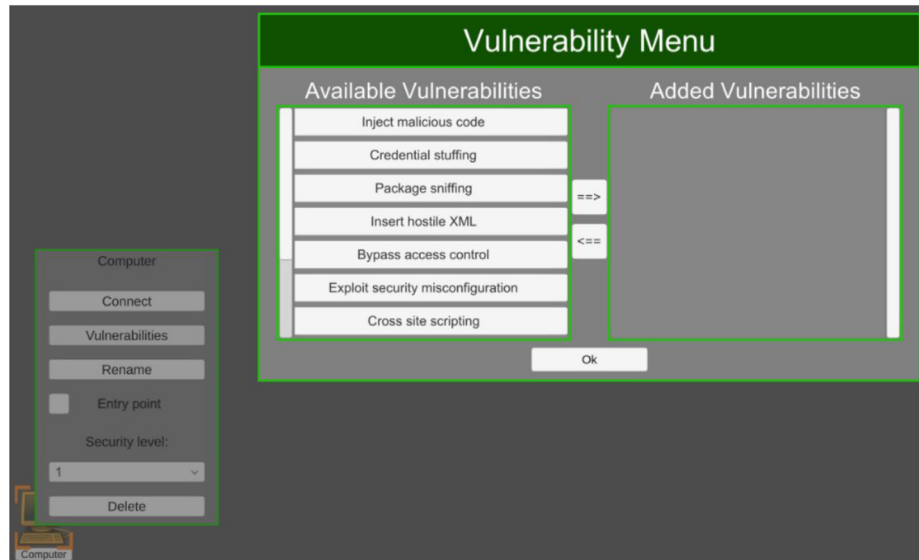 Vulnerability Menu
Available Vulnerabilities
Inject malicious code
Credential stuffing
Package sniffing
Insert hostile XML
Bypass access control
Exploit security misconfiguration
Cross site scripting
==>
<==
Added Vulnerabilities
Ok
Computer
Connect
Vulnerabilities
Rename
Entry point
Security level:
1
Delete
Computer